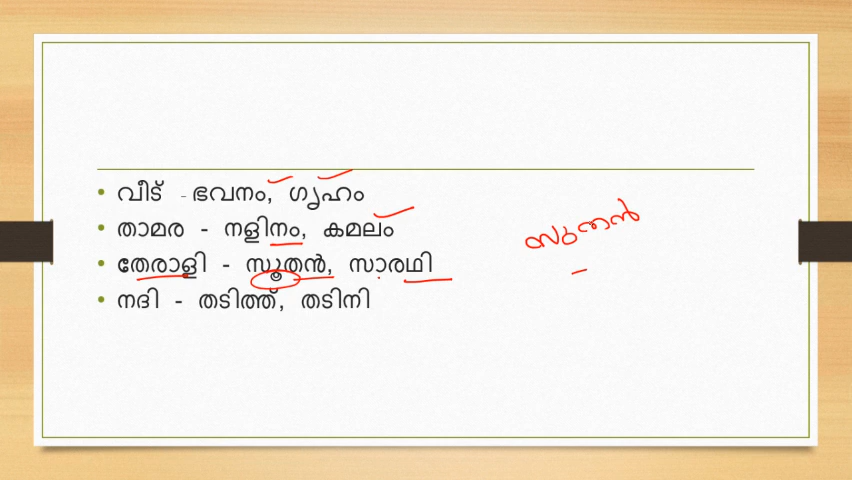 വീട് - ഭവനം, ഗൃഹം
താമര - നളിനം, കമലം
തേരാളി - സൂതൻ, സാരഥി
നദി - തടിത്ത്, തടിനി
സുതൻ